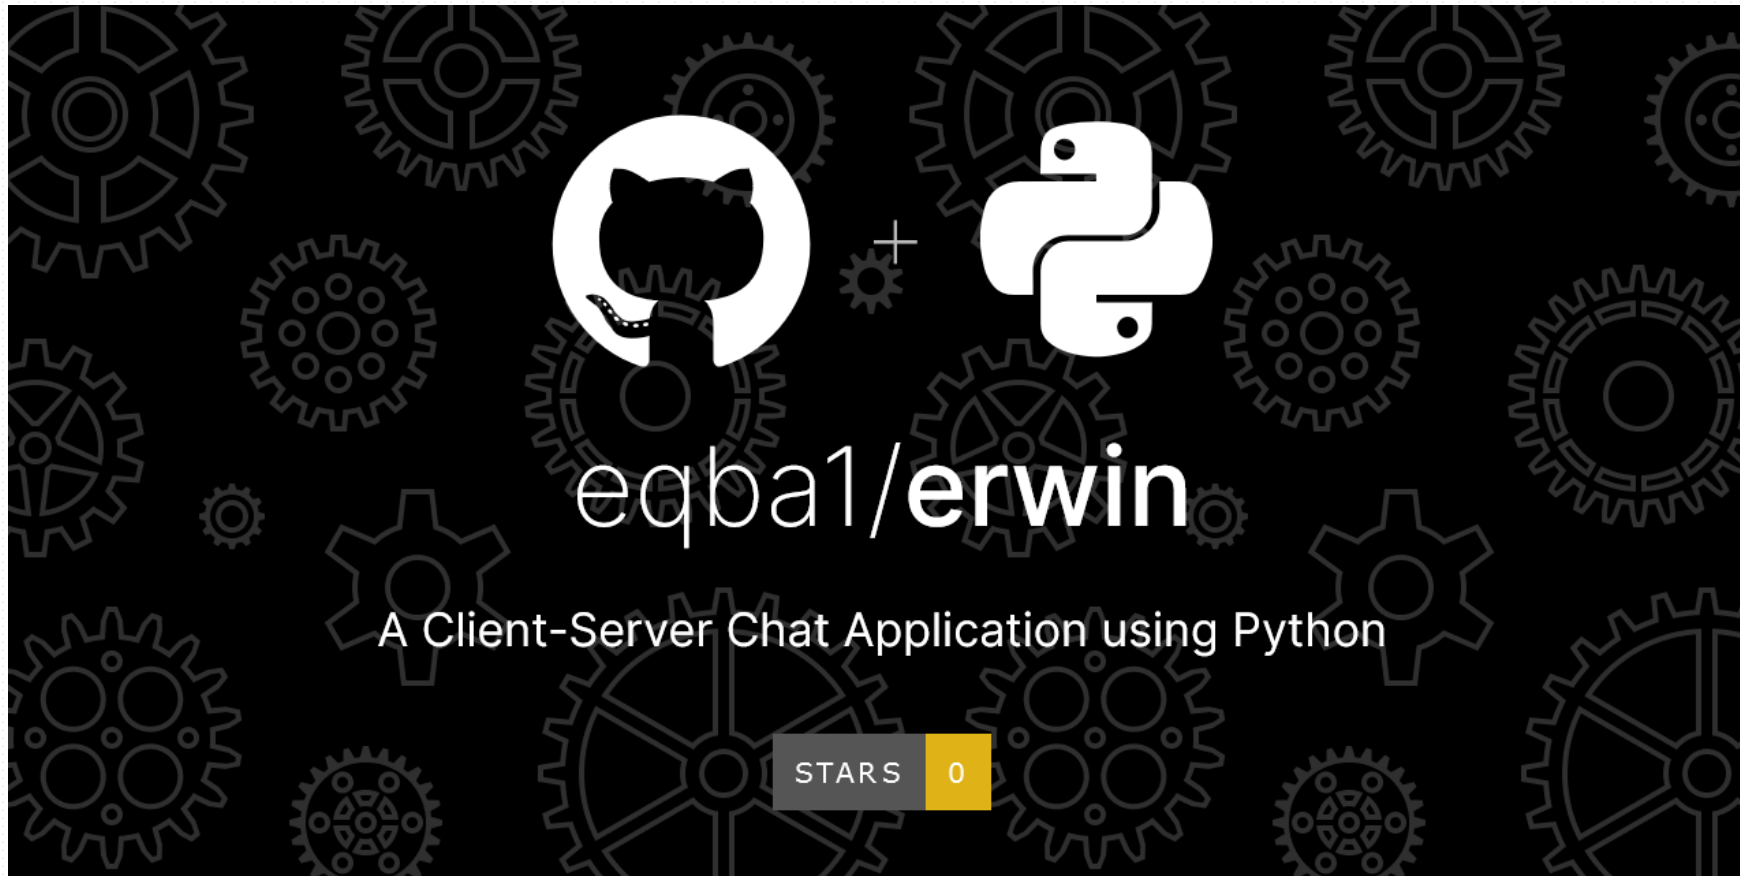 eqba1/erwin
A Client-Server Chat Application using Python
STARS 0